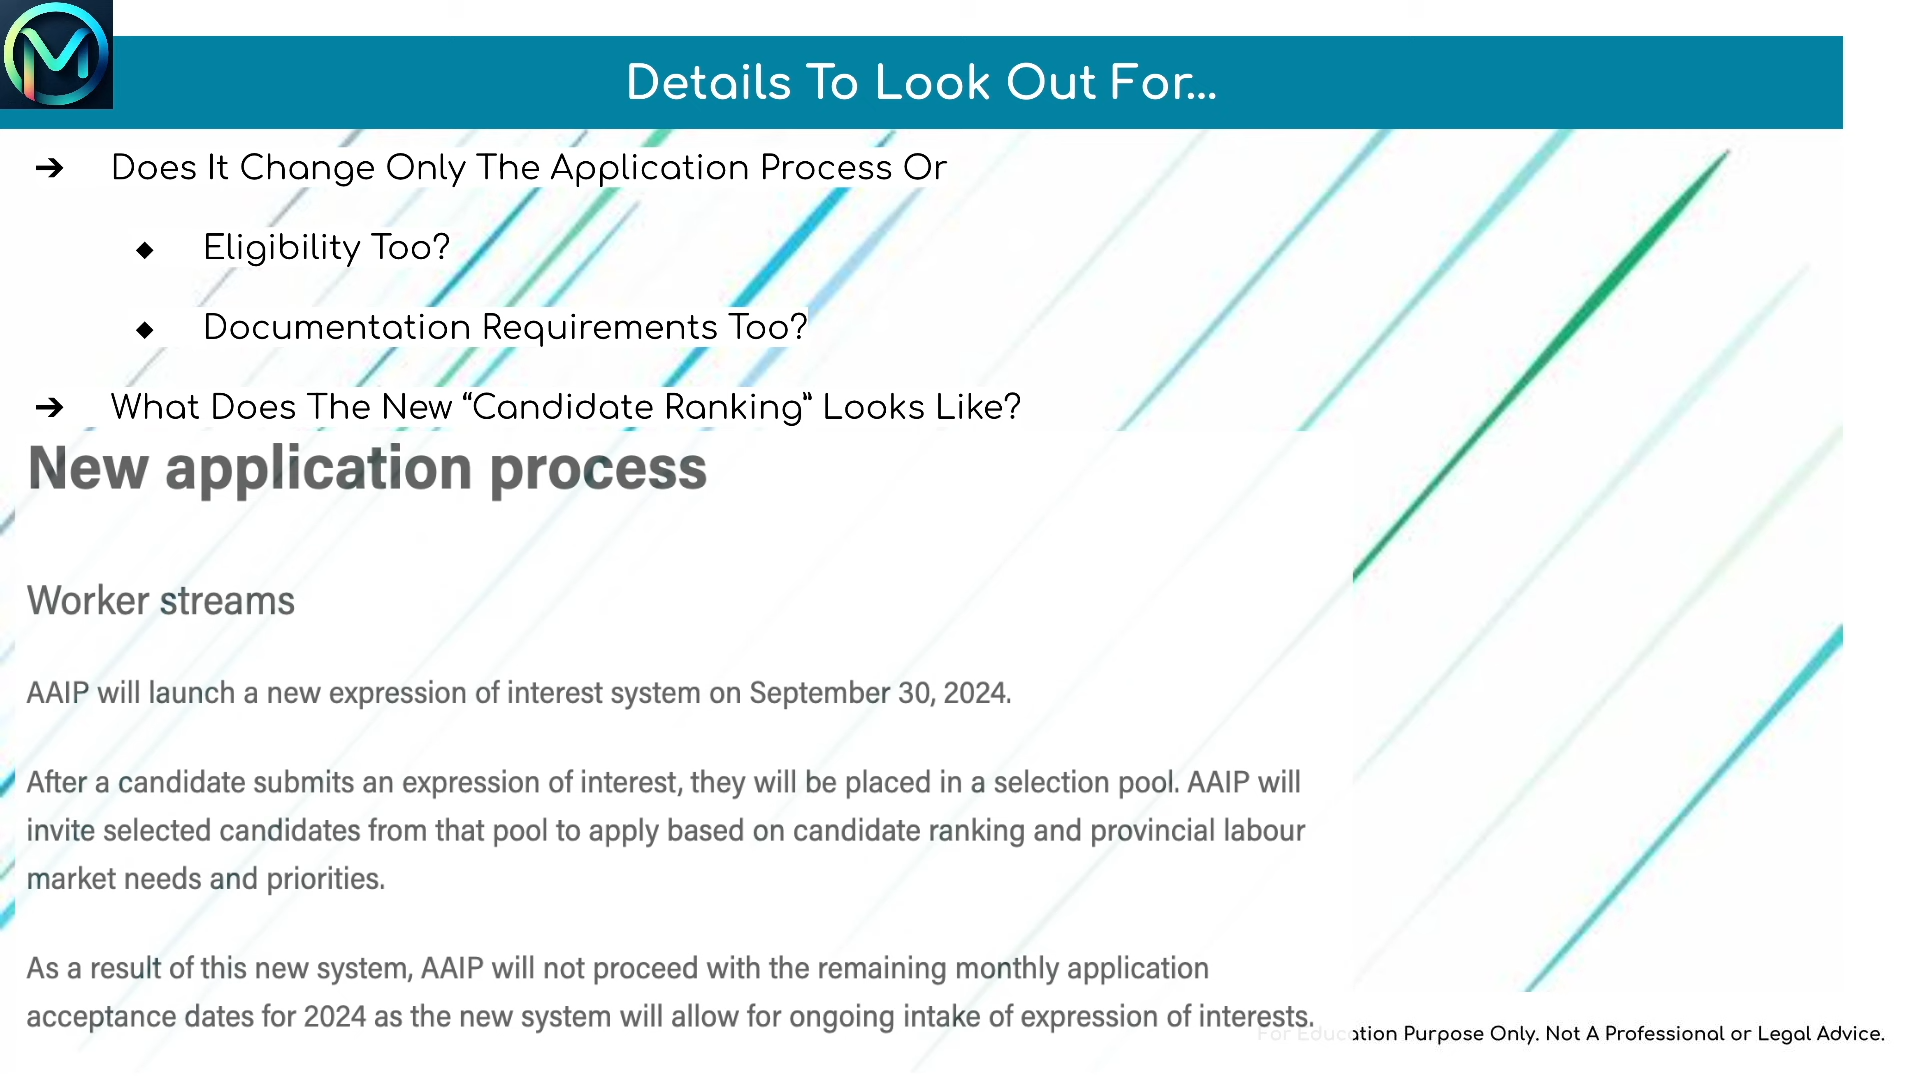 Details To Look Out For...
➔ Does It Change Only The Application Process Or
◆ Eligibility Too?
◆ Documentation Requirements Too?
➔ What Does The New “Candidate Ranking” Looks Like?
New application process
Worker streams
AAIP will launch a new expression of interest system on September 30, 2024.
After a candidate submits an expression of interest, they will be placed in a selection pool. AAIP will
invite selected candidates from that pool to apply based on candidate ranking and provincial labour
market needs and priorities.
As a result of this new system, AAIP will not proceed with the remaining monthly application
acceptance dates for 2024 as the new system will allow for ongoing intake of expression of interests.
For Education Purpose Only. Not A Professional or Legal Advice.